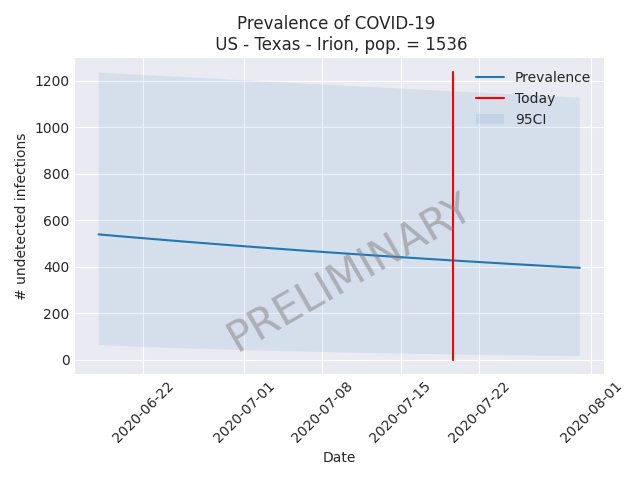 Prevalence of COVID-19
US - Texas - Irion, pop. = 1536
# undetected infections
1200
1000
800
600
400
200
0
Prevalence
Today
95CI
PRELIMINARY
2020-06-22
2020-07-01
2020-07-08
2020-07-15
2020-07-22
2020-08-01
Date